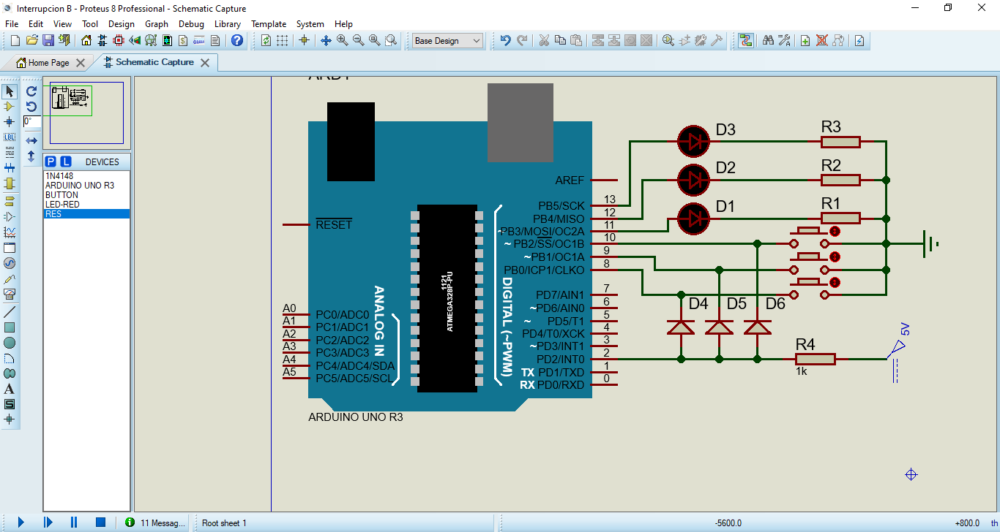 Interrupcion B - Proteus 8 Professional - Schematic Capture
File Edit View Tool Design Graph Debug Library Template System Help
Base Design
Home Page
Schematic Capture
0°
LBL
P L DEVICES
1N4148
ARDUINO UNO R3
BUTTON
LED-RED
RES
A
S
ARD1
RESET
AREF
PB5/SCK 13
PB4/MISO 12
~PB3/MOSI/OC2A 11
~ PB2/SS/OC1B 10
~PB1/OC1A 9
PB0/ICP1/CLKO 8
PD7/AIN1 7
~PD6/AIN0 6
~ PD5/T1 5
PD4/T0/XCK 4
~PD3/INT1 3
PD2/INT0 2
TX PD1/TXD 1
RX PD0/RXD 0
A0 PC0/ADC0
A1 PC1/ADC1
A2 PC2/ADC2
A3 PC3/ADC3
A4 PC4/ADC4/SDA
A5 PC5/ADC5/SCL
ANALOG IN
1121
ATMEGA328P-PU
DIGITAL (~PWM)
ARDUINO UNO R3
D3 R3
D2 R2
D1 R1
D4 D5 D6
R4
1k
5V
11 Messag...
Root sheet 1
-5600.0
+800.0 th